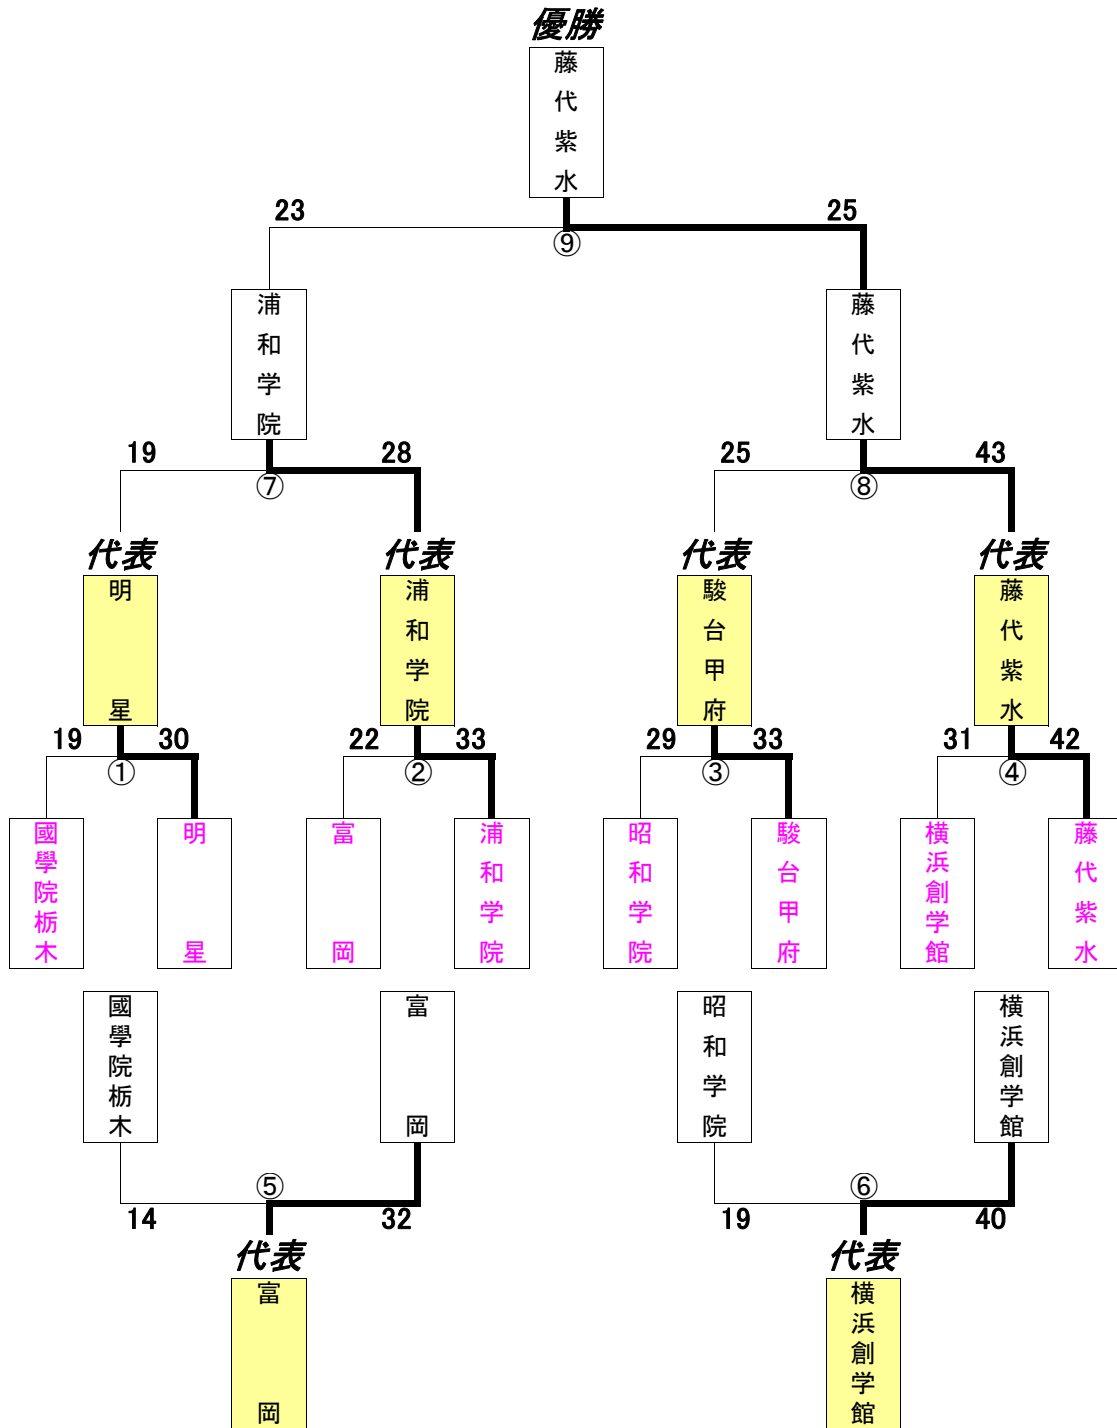 優勝
藤代紫水
23
25
⑨
浦和学院
藤代紫水
19
28
25
43
⑦
⑧
代表
代表
代表
代表
明星
浦和学院
駿台甲府
藤代紫水
19
30
22
33
29
33
31
42
①
②
③
④
國學院栃木
明星
富岡
浦和学院
昭和学院
駿台甲府
横浜創学館
藤代紫水
國學院栃木
富岡
昭和学院
横浜創学館
⑤
⑥
14
32
19
40
代表
代表
富岡
横浜創学館